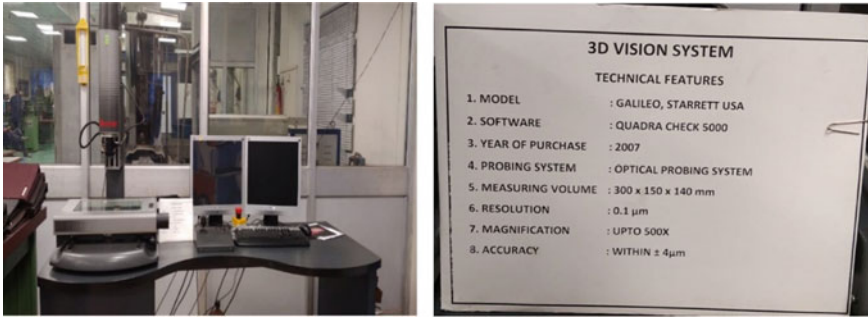 3D VISION SYSTEM
TECHNICAL FEATURES
1. MODEL : GALILEO, STARRETT USA
2. SOFTWARE : QUADRA CHECK 5000
3. YEAR OF PURCHASE : 2007
4. PROBING SYSTEM : OPTICAL PROBING SYSTEM
5. MEASURING VOLUME : 300 x 150 x 140 mm
6. RESOLUTION : 0.1 µm
7. MAGNIFICATION : UPTO 500X
8. ACCURACY : WITHIN ± 4µm